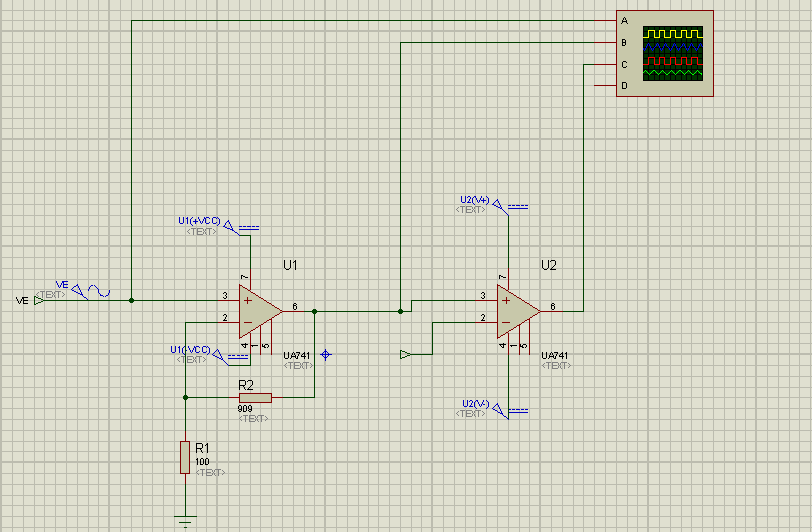 A
B
C
D
U2(V+)
<TEXT>
U1(+VCC)
<TEXT>
U1
U2
7
7
VE
<TEXT>
VE
3
2
6
3
2
6
4
1
5
4
1
5
U1(-VCC)
<TEXT>
UA741
<TEXT>
UA741
<TEXT>
R2
909
<TEXT>
U2(V-)
<TEXT>
R1
100
<TEXT>